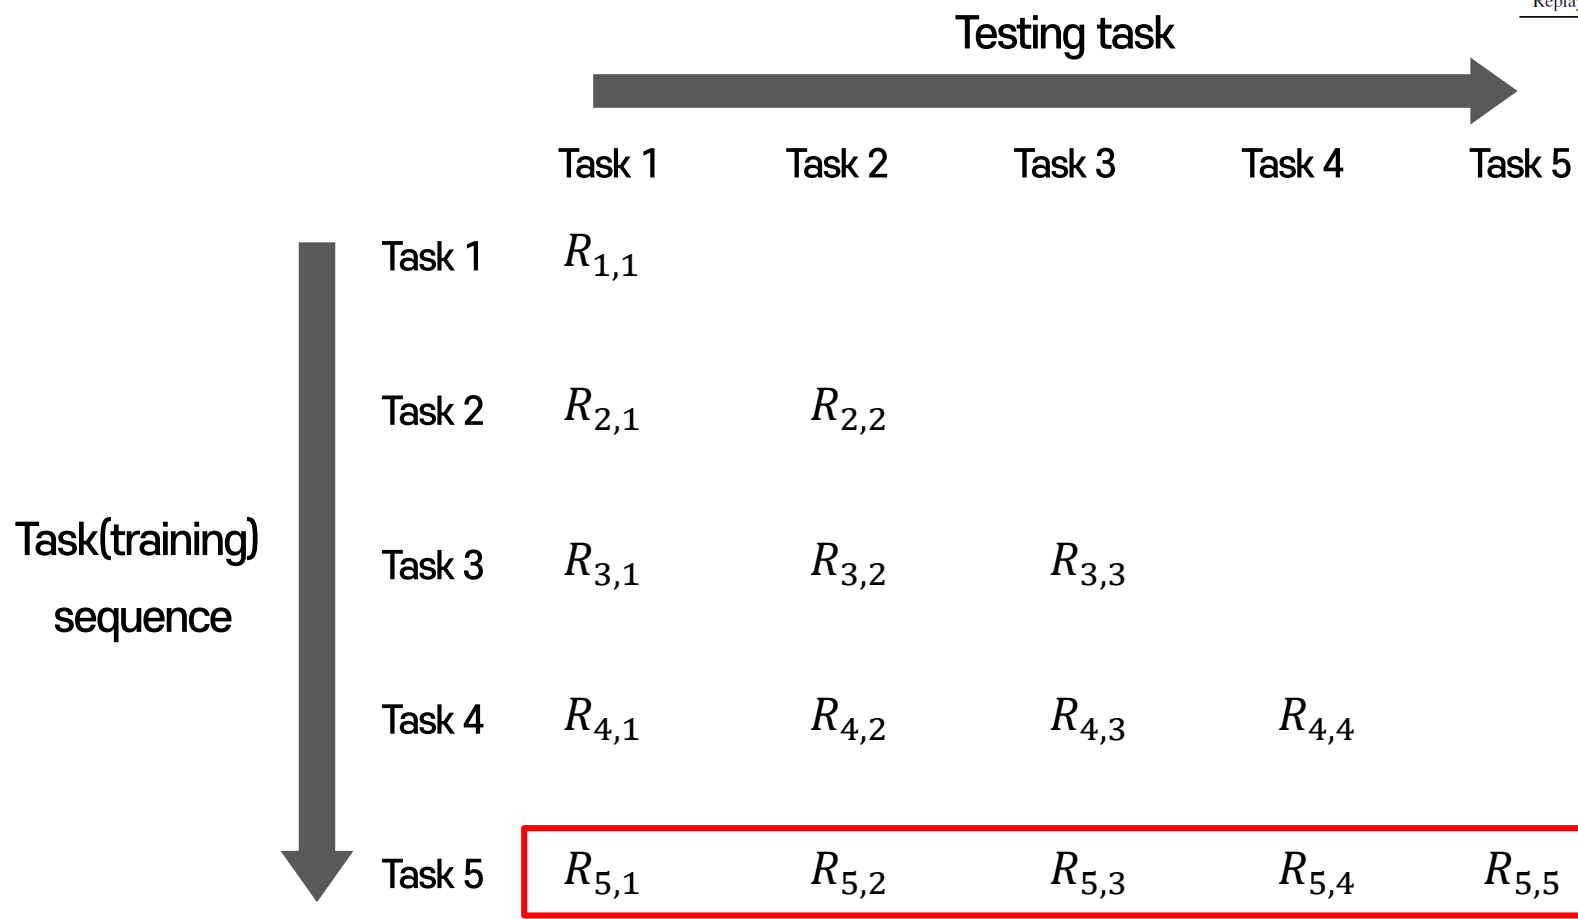 Replay
Testing task
Task 1 Task 2 Task 3 Task 4 Task 5
Task 1 R1,1
Task 2 R2,1 R2,2
Task(training)
sequence
Task 3 R3,1 R3,2 R3,3
Task 4 R4,1 R4,2 R4,3 R4,4
Task 5 R5,1 R5,2 R5,3 R5,4 R5,5